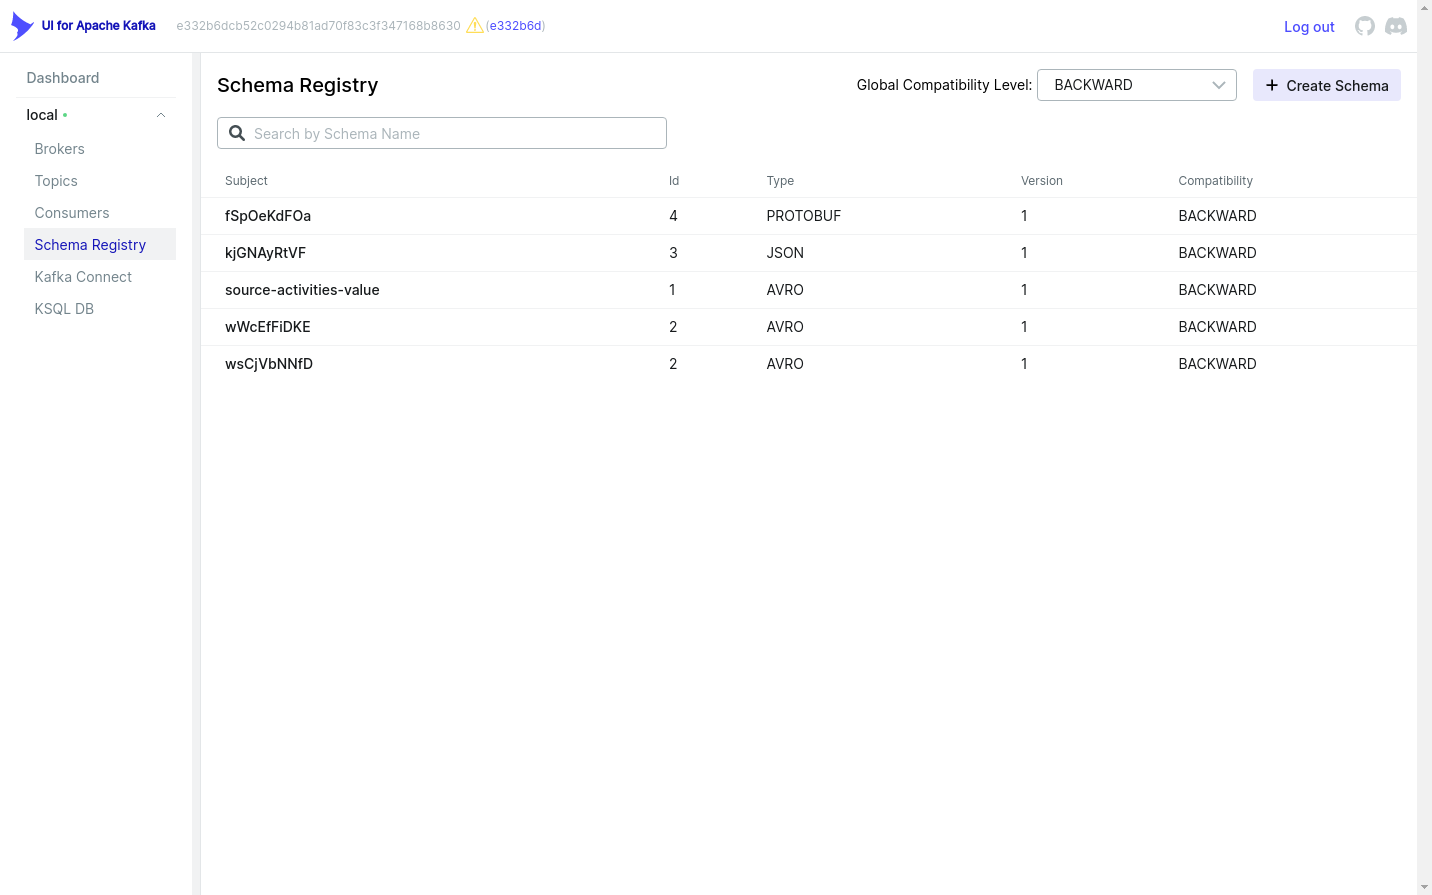 UI for Apache Kafka e332b6dcb52c0294b81ad70f83c3f347168b8630 (e332b6d) Log out
Dashboard
local
Brokers
Topics
Consumers
Schema Registry
Kafka Connect
KSQL DB
Schema Registry Global Compatibility Level: BACKWARD Create Schema
Search by Schema Name
Subject Id Type Version Compatibility
fSpOeKdFOa 4 PROTOBUF 1 BACKWARD
kjGNAyRtVF 3 JSON 1 BACKWARD
source-activities-value 1 AVRO 1 BACKWARD
wWcEfFiDKE 2 AVRO 1 BACKWARD
wsCjVbNNfD 2 AVRO 1 BACKWARD